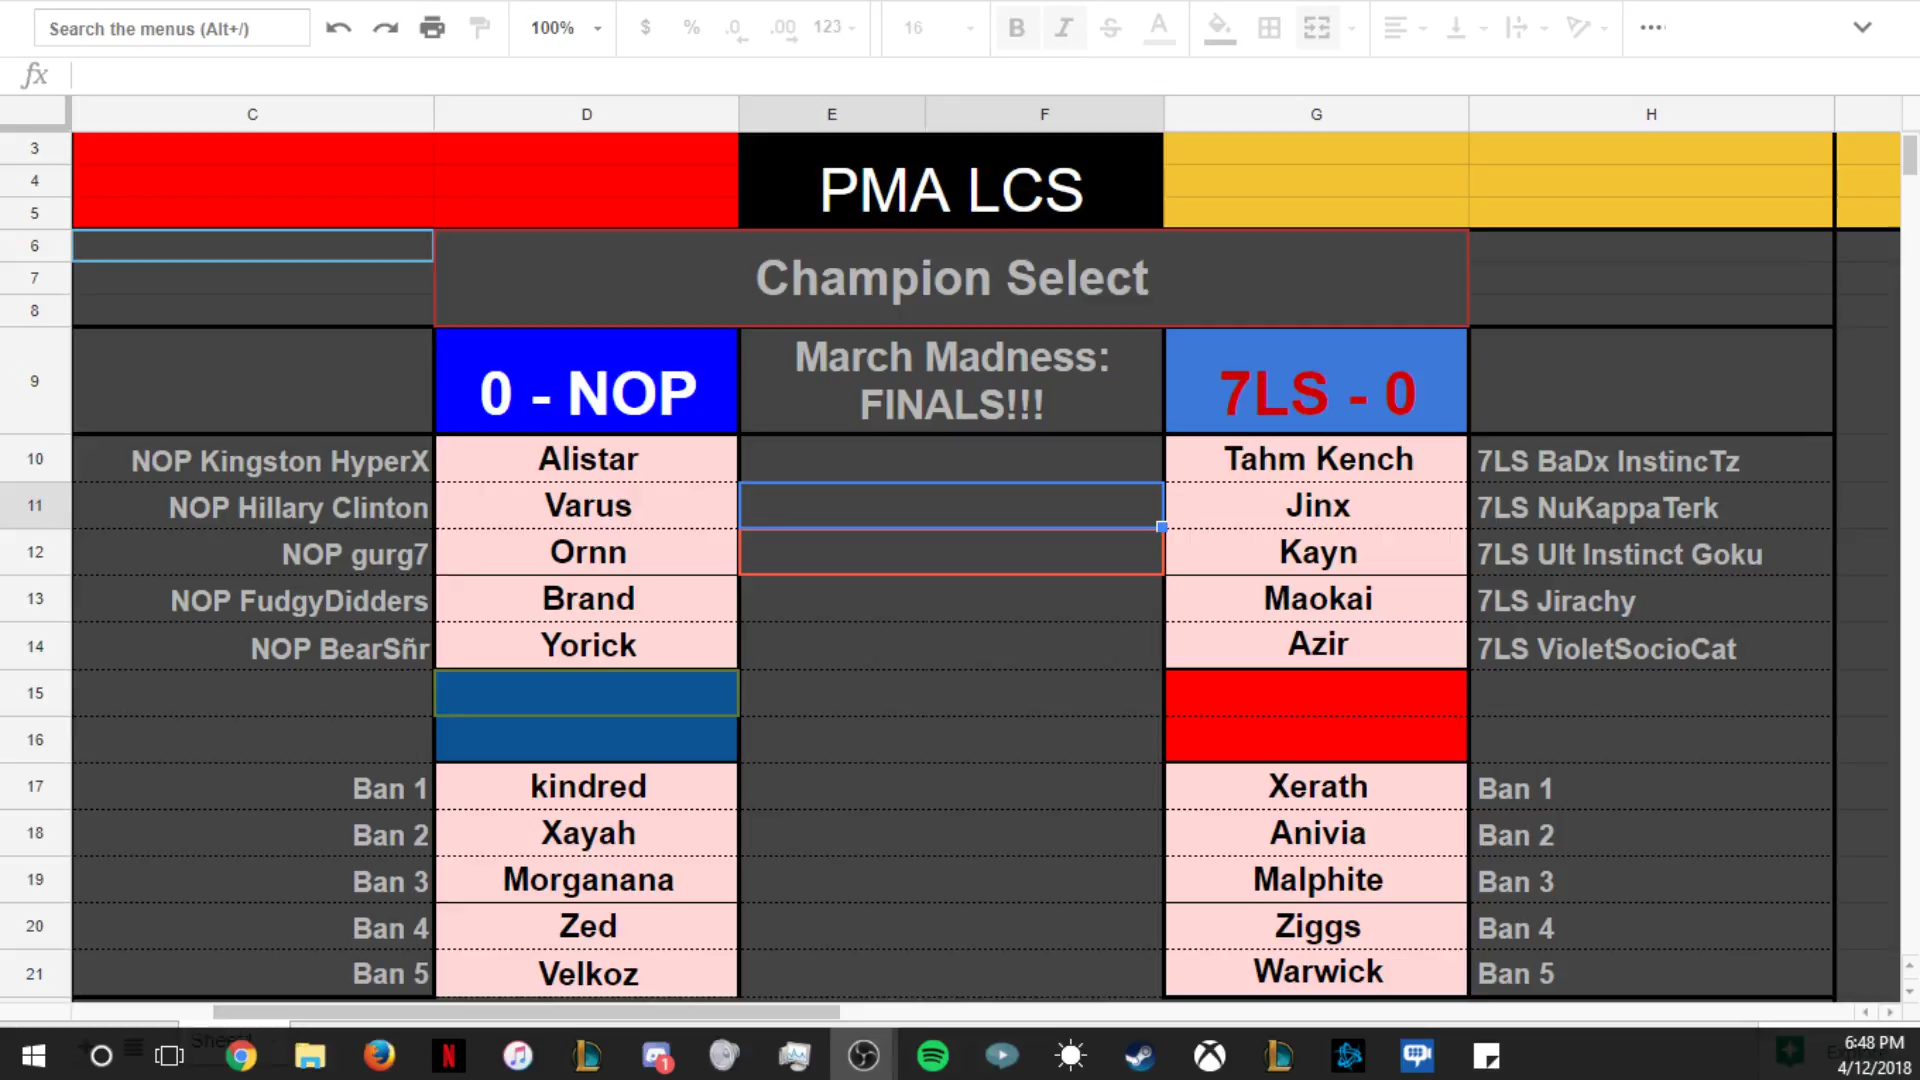 Search the menus (Alt+/)
100%
$ % .0 .00 123
16
B I S A
fx
C D E F G H
3
4
5
PMA LCS
6
7
8
Champion Select
9
0 - NOP
March Madness:
FINALS!!!
7LS - 0
10 NOP Kingston HyperX Alistar Tahm Kench 7LS BaDx InstincTz
11 NOP Hillary Clinton Varus Jinx 7LS NuKappaTerk
12 NOP gurg7 Ornn Kayn 7LS Ult Instinct Goku
13 NOP FudgyDidders Brand Maokai 7LS Jirachy
14 NOP BearSñr Yorick Azir 7LS VioletSocioCat
15
16
17 Ban 1 kindred Xerath Ban 1
18 Ban 2 Xayah Anivia Ban 2
19 Ban 3 Morganana Malphite Ban 3
20 Ban 4 Zed Ziggs Ban 4
21 Ban 5 Velkoz Warwick Ban 5
N
1
6:48 PM
4/12/2018